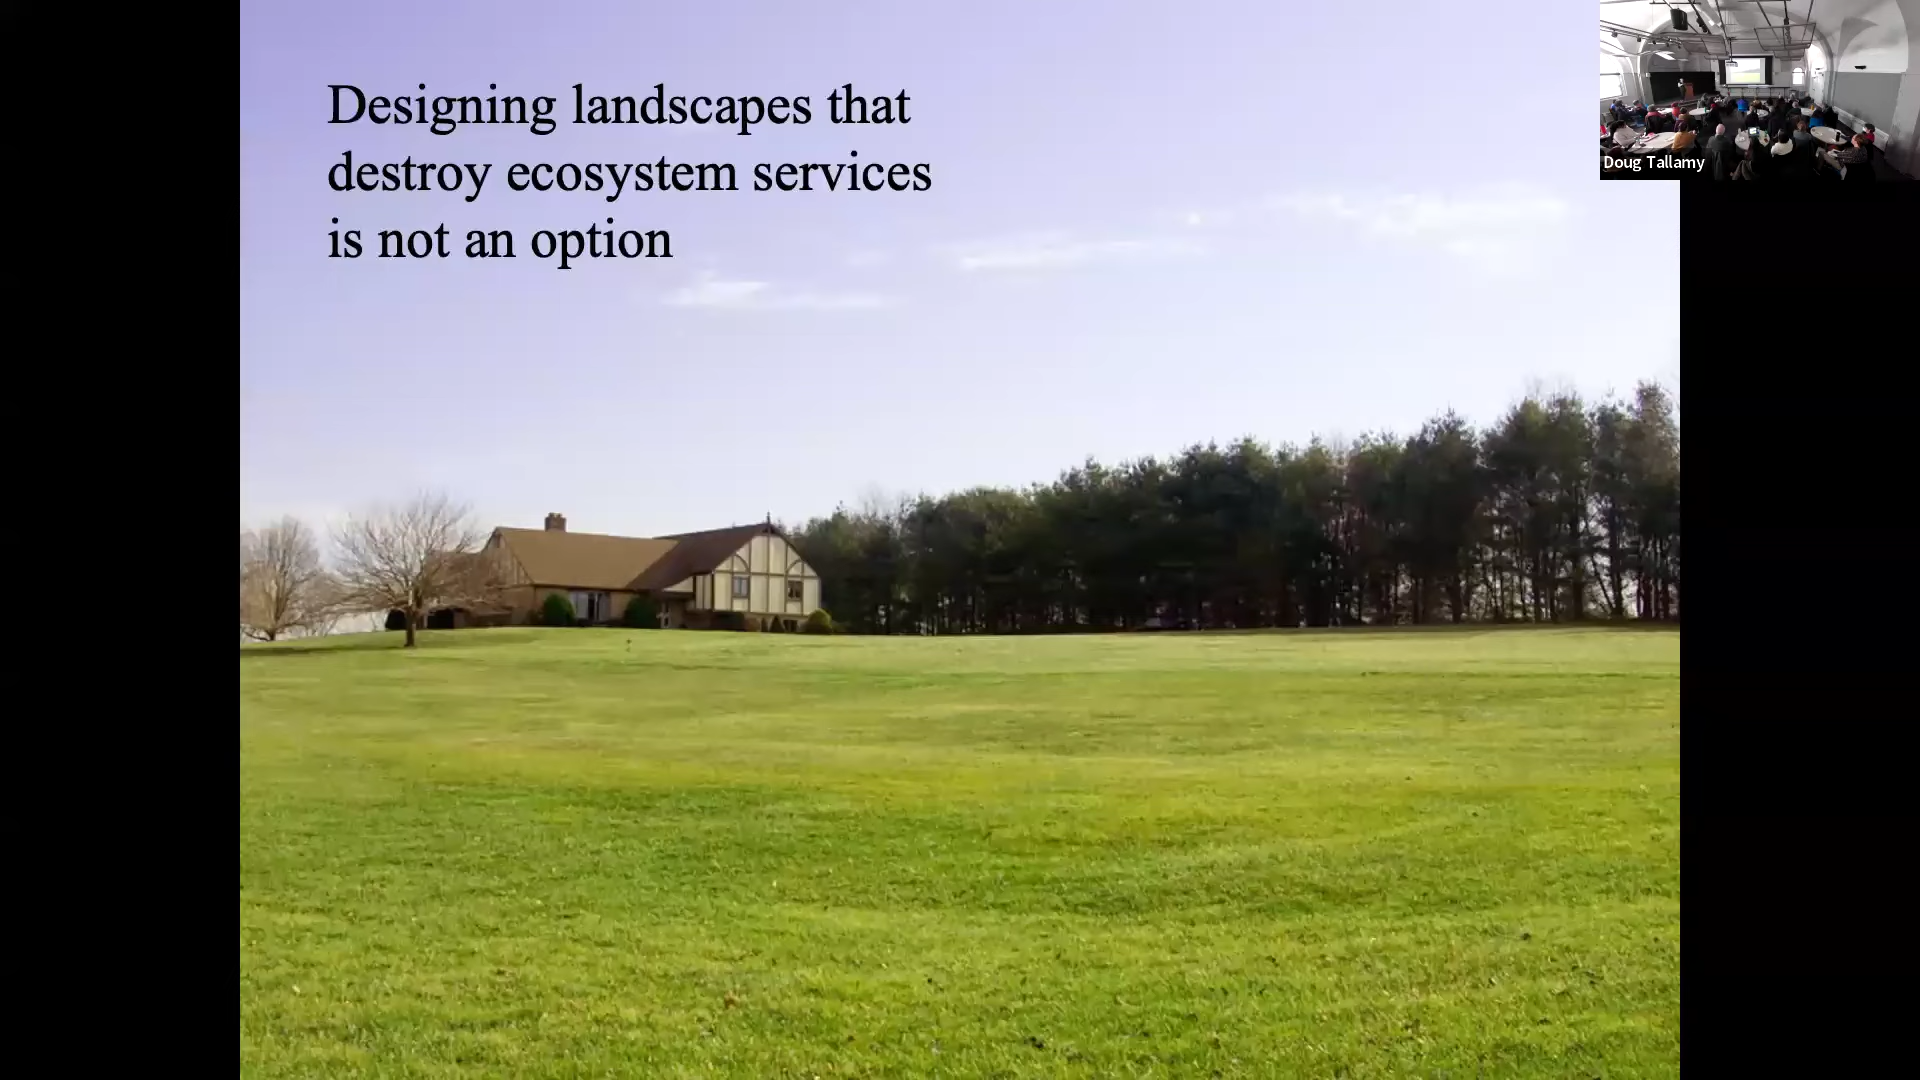 Designing landscapes that
destroy ecosystem services
is not an option
Doug Tallamy